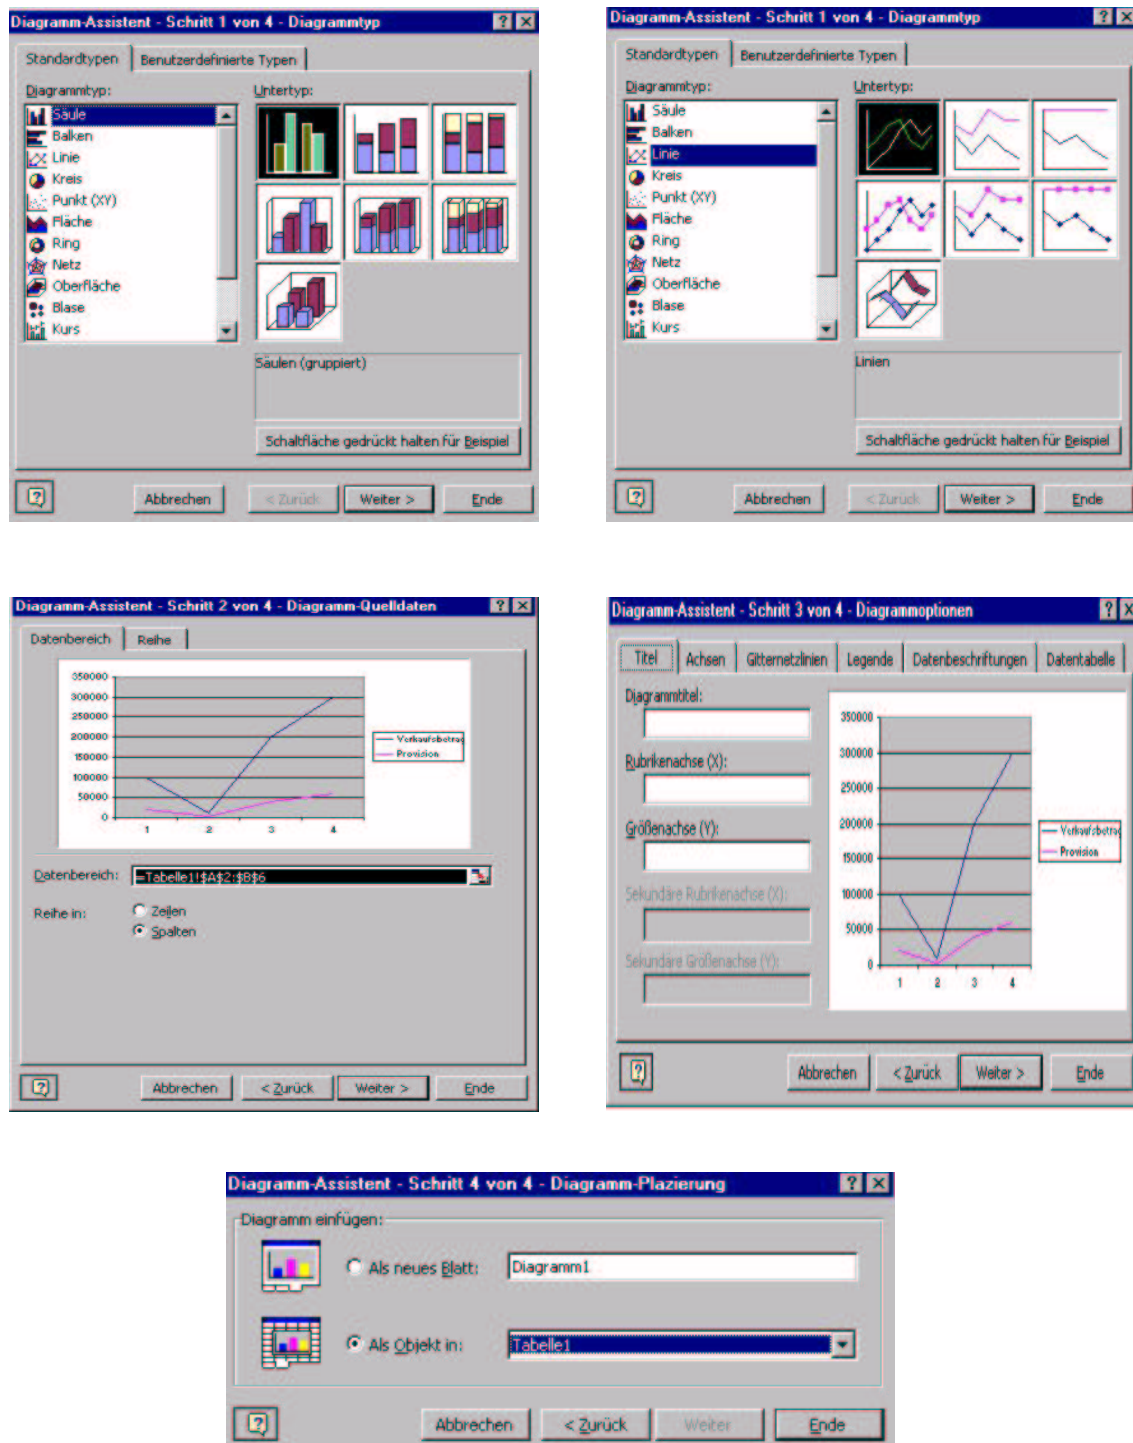 Diagramm-Assistent - Schritt 1 von 4 - Diagrammtyp
Standardtypen
Benutzerdefinierte Typen
Diagrammtyp:
Untertyp:
Säule
Balken
Linie
Kreis
Punkt (XY)
Fläche
Ring
Netz
Oberfläche
Blase
Kurs
Säulen (gruppiert)
Schaltfläche gedrückt halten für Beispiel
Abbrechen
< Zurück
Weiter >
Ende
Diagramm-Assistent - Schritt 1 von 4 - Diagrammtyp
Standardtypen
Benutzerdefinierte Typen
Diagrammtyp:
Untertyp:
Säule
Balken
Linie
Kreis
Punkt (XY)
Fläche
Ring
Netz
Oberfläche
Blase
Kurs
Linien
Schaltfläche gedrückt halten für Beispiel
Abbrechen
< Zurück
Weiter >
Ende
Diagramm-Assistent - Schritt 2 von 4 - Diagramm-Quelldaten
Datenbereich
Reihe
350000
300000
250000
200000
150000
100000
50000
0
1 2 3 4
Verkaufsbetrag
Provision
Datenbereich: =Tabelle1!$A$2:$B$6
Reihe in:
Zeilen
Spalten
Abbrechen
< Zurück
Weiter >
Ende
Diagramm-Assistent - Schritt 3 von 4 - Diagrammoptionen
Titel
Achsen
Gitternetzlinien
Legende
Datenbeschriftungen
Datentabelle
Diagrammtitel:
Rubrikenachse (X):
Größenachse (Y):
Sekundäre Rubrikenachse (X):
Sekundäre Größenachse (Y):
350000
300000
250000
200000
150000
100000
50000
0
1 2 3 4
Verkaufsbetrag
Provision
Abbrechen
< Zurück
Weiter >
Ende
Diagramm-Assistent - Schritt 4 von 4 - Diagramm-Plazierung
Diagramm einfügen:
Als neues Blatt: Diagramm1
Als Objekt in: Tabelle1
Abbrechen
< Zurück
Weiter
Ende